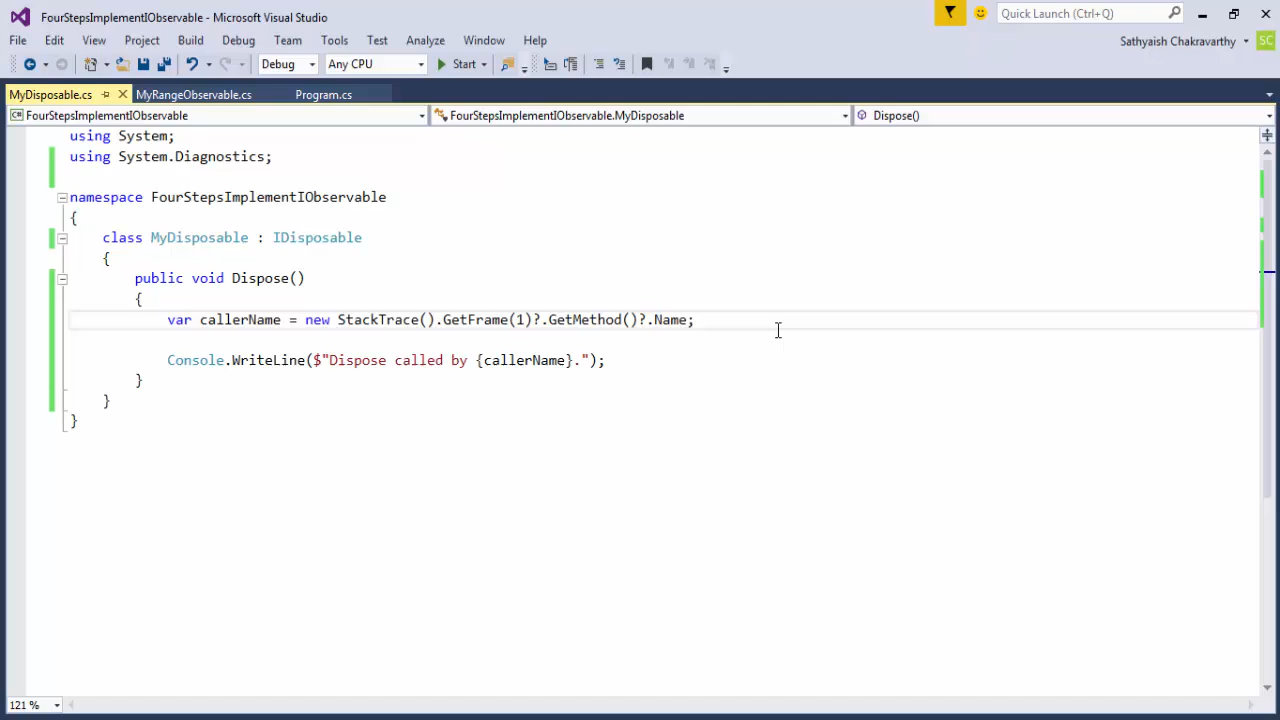 FourStepsImplementIObservable - Microsoft Visual Studio
Quick Launch (Ctrl+Q)
File Edit View Project Build Debug Team Tools Test Analyze Window Help
Sathyaish Chakravarthy SC
Debug Any CPU Start
MyDisposable.cs MyRangeObservable.cs Program.cs
C# FourStepsImplementIObservable FourStepsImplementIObservable.MyDisposable Dispose()
using System;
using System.Diagnostics;
namespace FourStepsImplementIObservable
{
class MyDisposable : IDisposable
{
public void Dispose()
{
var callerName = new StackTrace().GetFrame(1)?.GetMethod()?.Name;
Console.WriteLine($"Dispose called by {callerName}.");
}
}
}
121 %